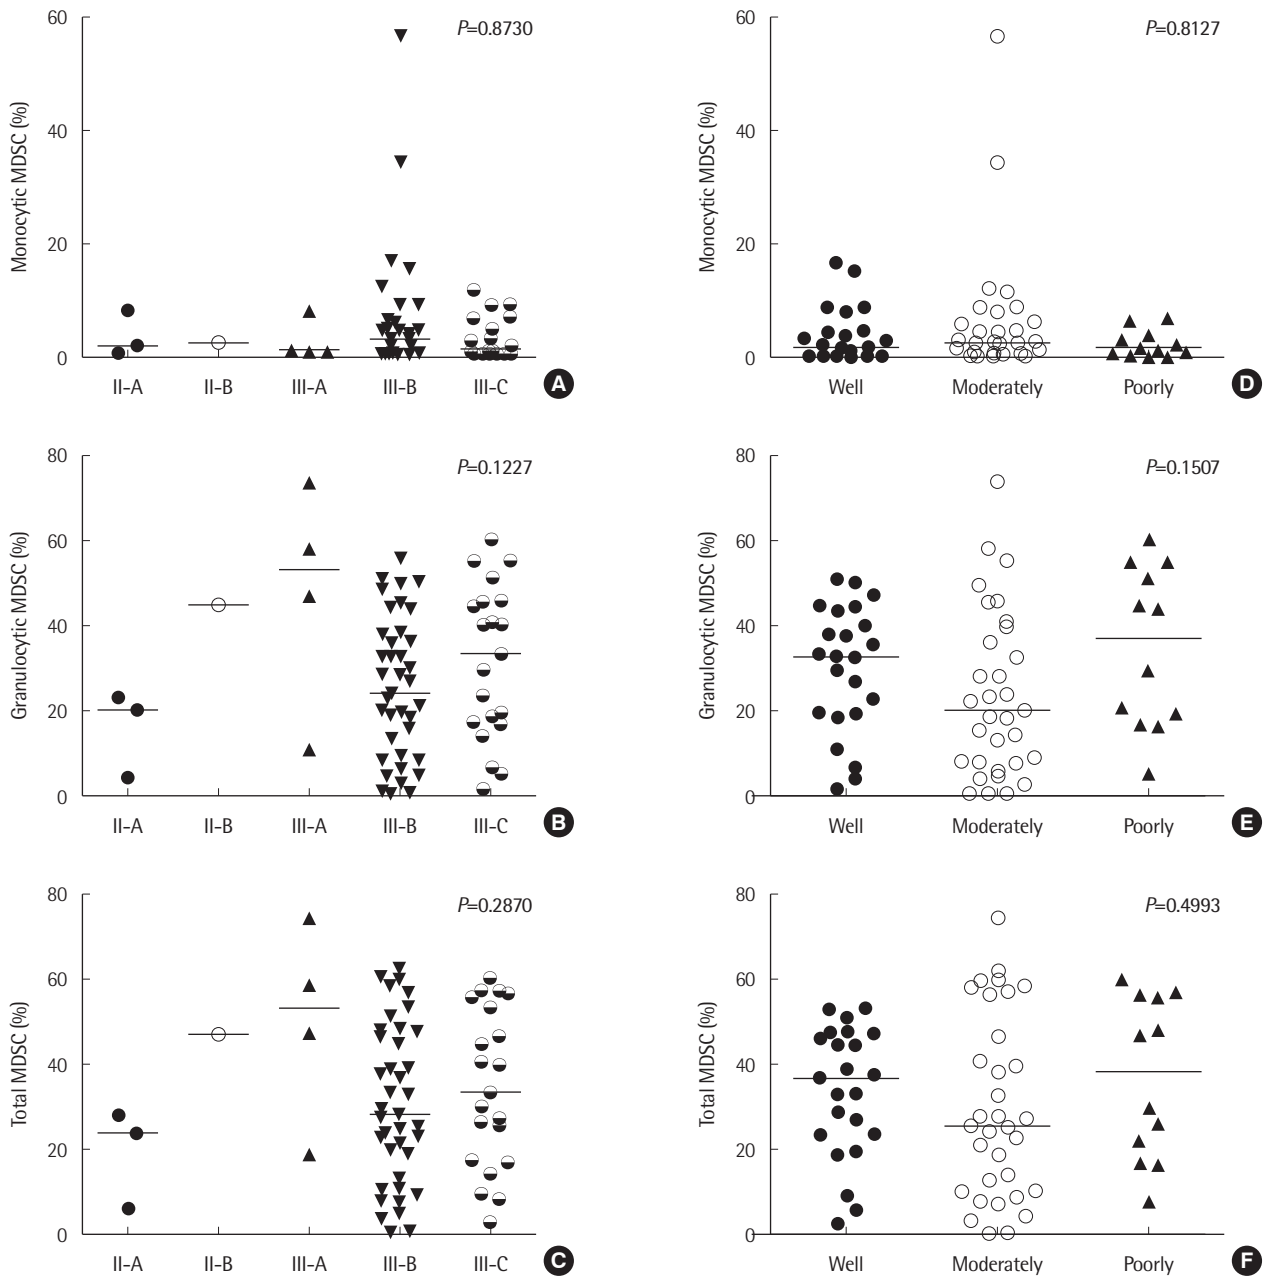 Monocytic MDSC (%)
60
40
20
0
P=0.8730
II-A II-B III-A III-B III-C
A
Monocytic MDSC (%)
60
40
20
0
P=0.8127
Well Moderately Poorly
D
Granulocytic MDSC (%)
80
60
40
20
0
P=0.1227
II-A II-B III-A III-B III-C
B
Granulocytic MDSC (%)
80
60
40
20
0
P=0.1507
Well Moderately Poorly
E
Total MDSC (%)
80
60
40
20
0
P=0.2870
II-A II-B III-A III-B III-C
C
Total MDSC (%)
80
60
40
20
0
P=0.4993
Well Moderately Poorly
F